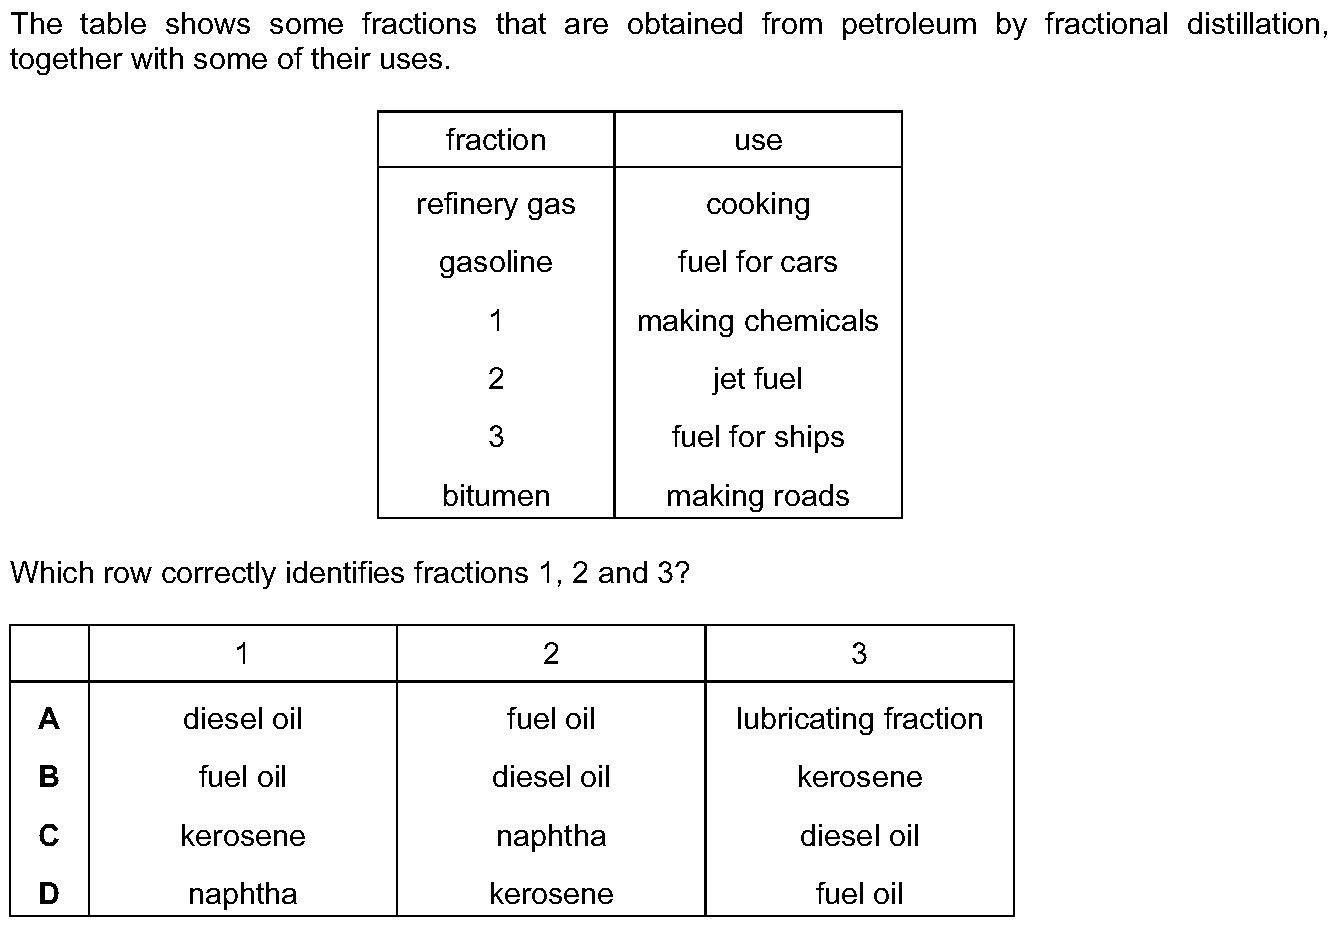 The table shows some fractions that are obtained from petroleum by fractional distillation,
together with some of their uses.
fraction use
refinery gas cooking
gasoline fuel for cars
1 making chemicals
2 jet fuel
3 fuel for ships
bitumen making roads
Which row correctly identifies fractions 1, 2 and 3?
1 2 3
A diesel oil fuel oil lubricating fraction
B fuel oil diesel oil kerosene
C kerosene naphtha diesel oil
D naphtha kerosene fuel oil